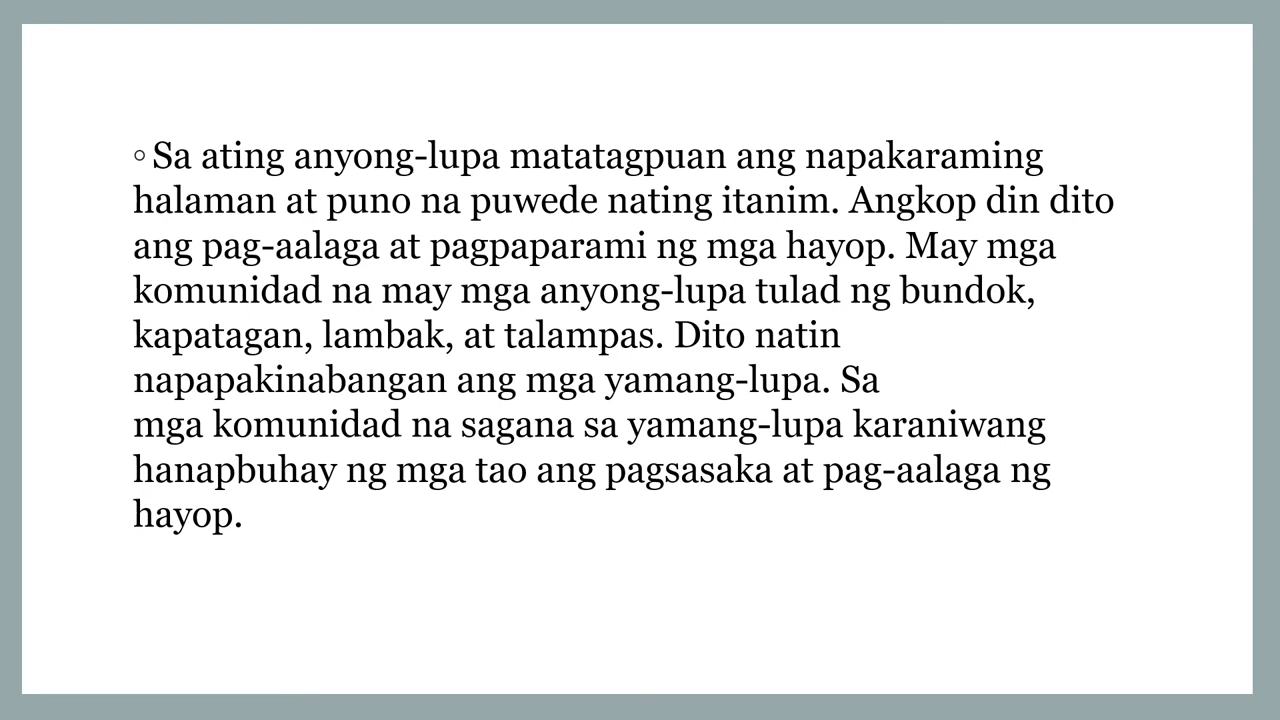 ◦ Sa ating anyong-lupa matatagpuan ang napakaraming
halaman at puno na puwede nating itanim. Angkop din dito
ang pag-aalaga at pagpaparami ng mga hayop. May mga
komunidad na may mga anyong-lupa tulad ng bundok,
kapatagan, lambak, at talampas. Dito natin
napapakinabangan ang mga yamang-lupa. Sa
mga komunidad na sagana sa yamang-lupa karaniwang
hanapbuhay ng mga tao ang pagsasaka at pag-aalaga ng
hayop.